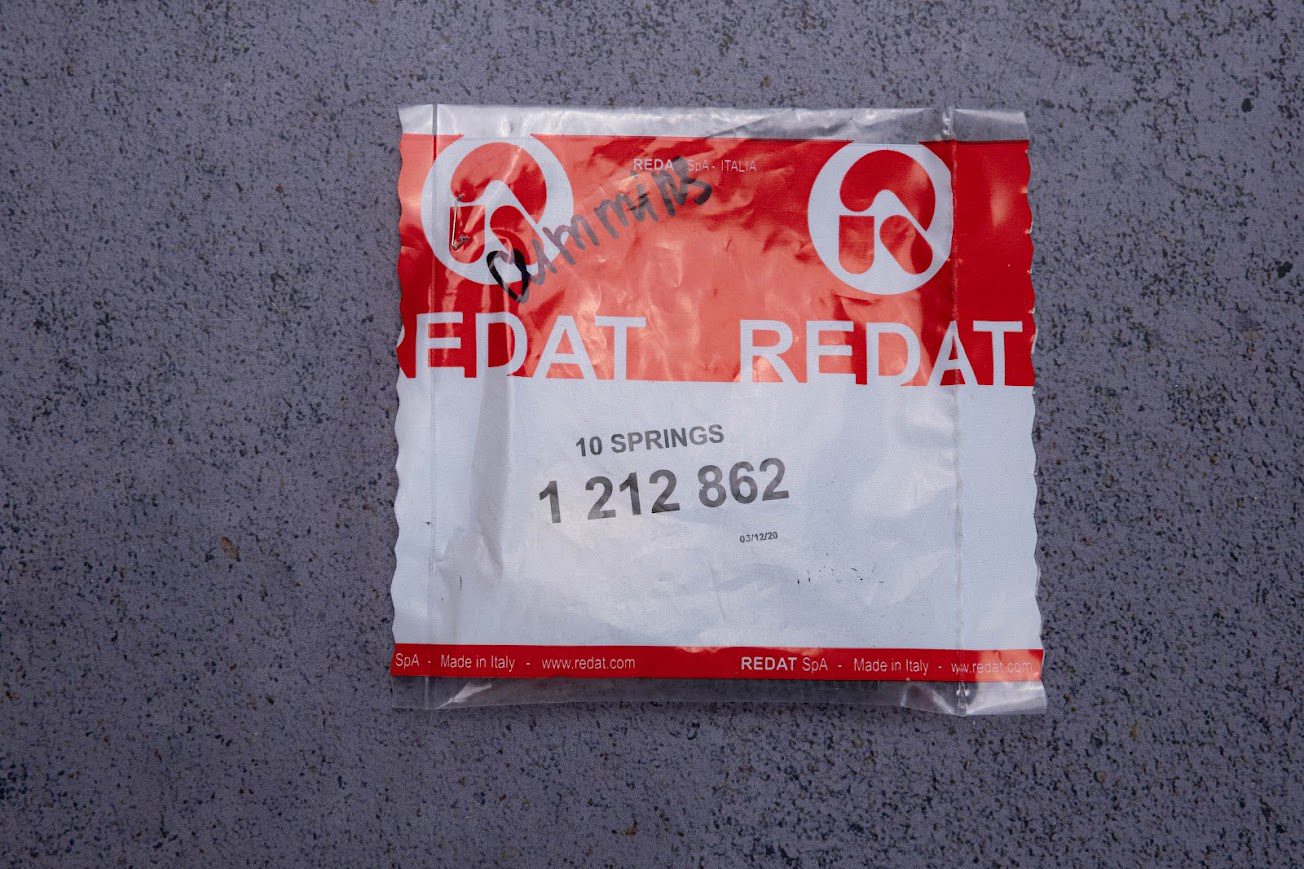 REDAT SpA - ITALIA
cummins
REDAT REDAT
10 SPRINGS
1 212 862
03/12/20
SpA - Made in Italy - www.redat.com REDAT SpA - Made in Italy - www.redat.com